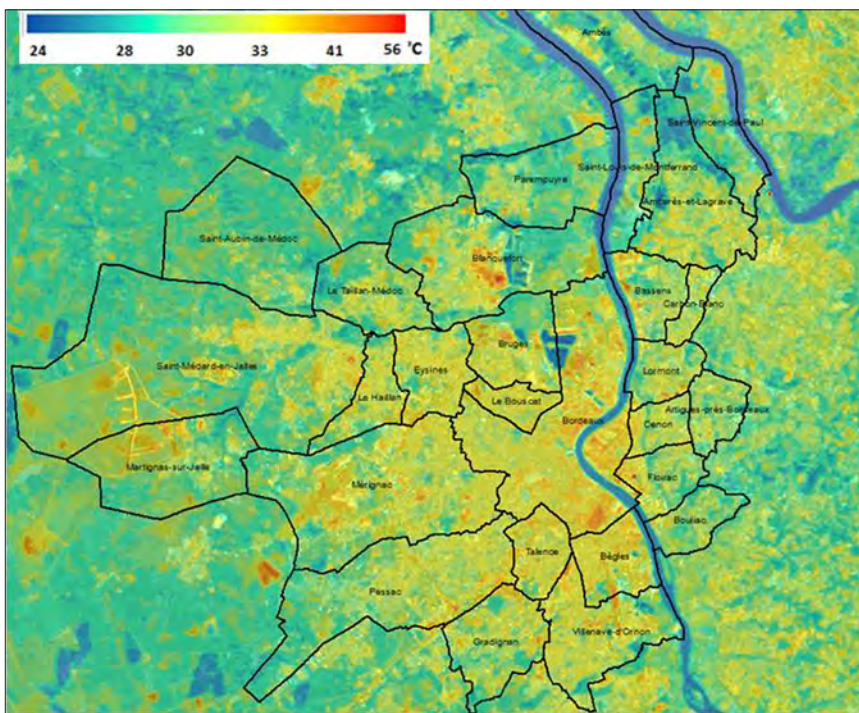 24 28 30 33 41 56 °C
Ambès
Saint-Vincent-de-Paul
Saint-Louis-de-Montferrand
Parempuyre
Ambarès-et-Lagrave
Saint-Aubin-de-Médoc
Blanquefort
Le Taillan-Médoc
Bassens
Carbon-Blanc
Bruges
Saint-Médard-en-Jalles
Eysines
Lormont
Le Haillan
Le Bouscat
Artigues-près-Bordeaux
Bordeaux
Cenon
Martignas-sur-Jalle
Floirac
Mérignac
Bouliac
Talence
Bègles
Pessac
Villenave-d'Ornon
Gradignan